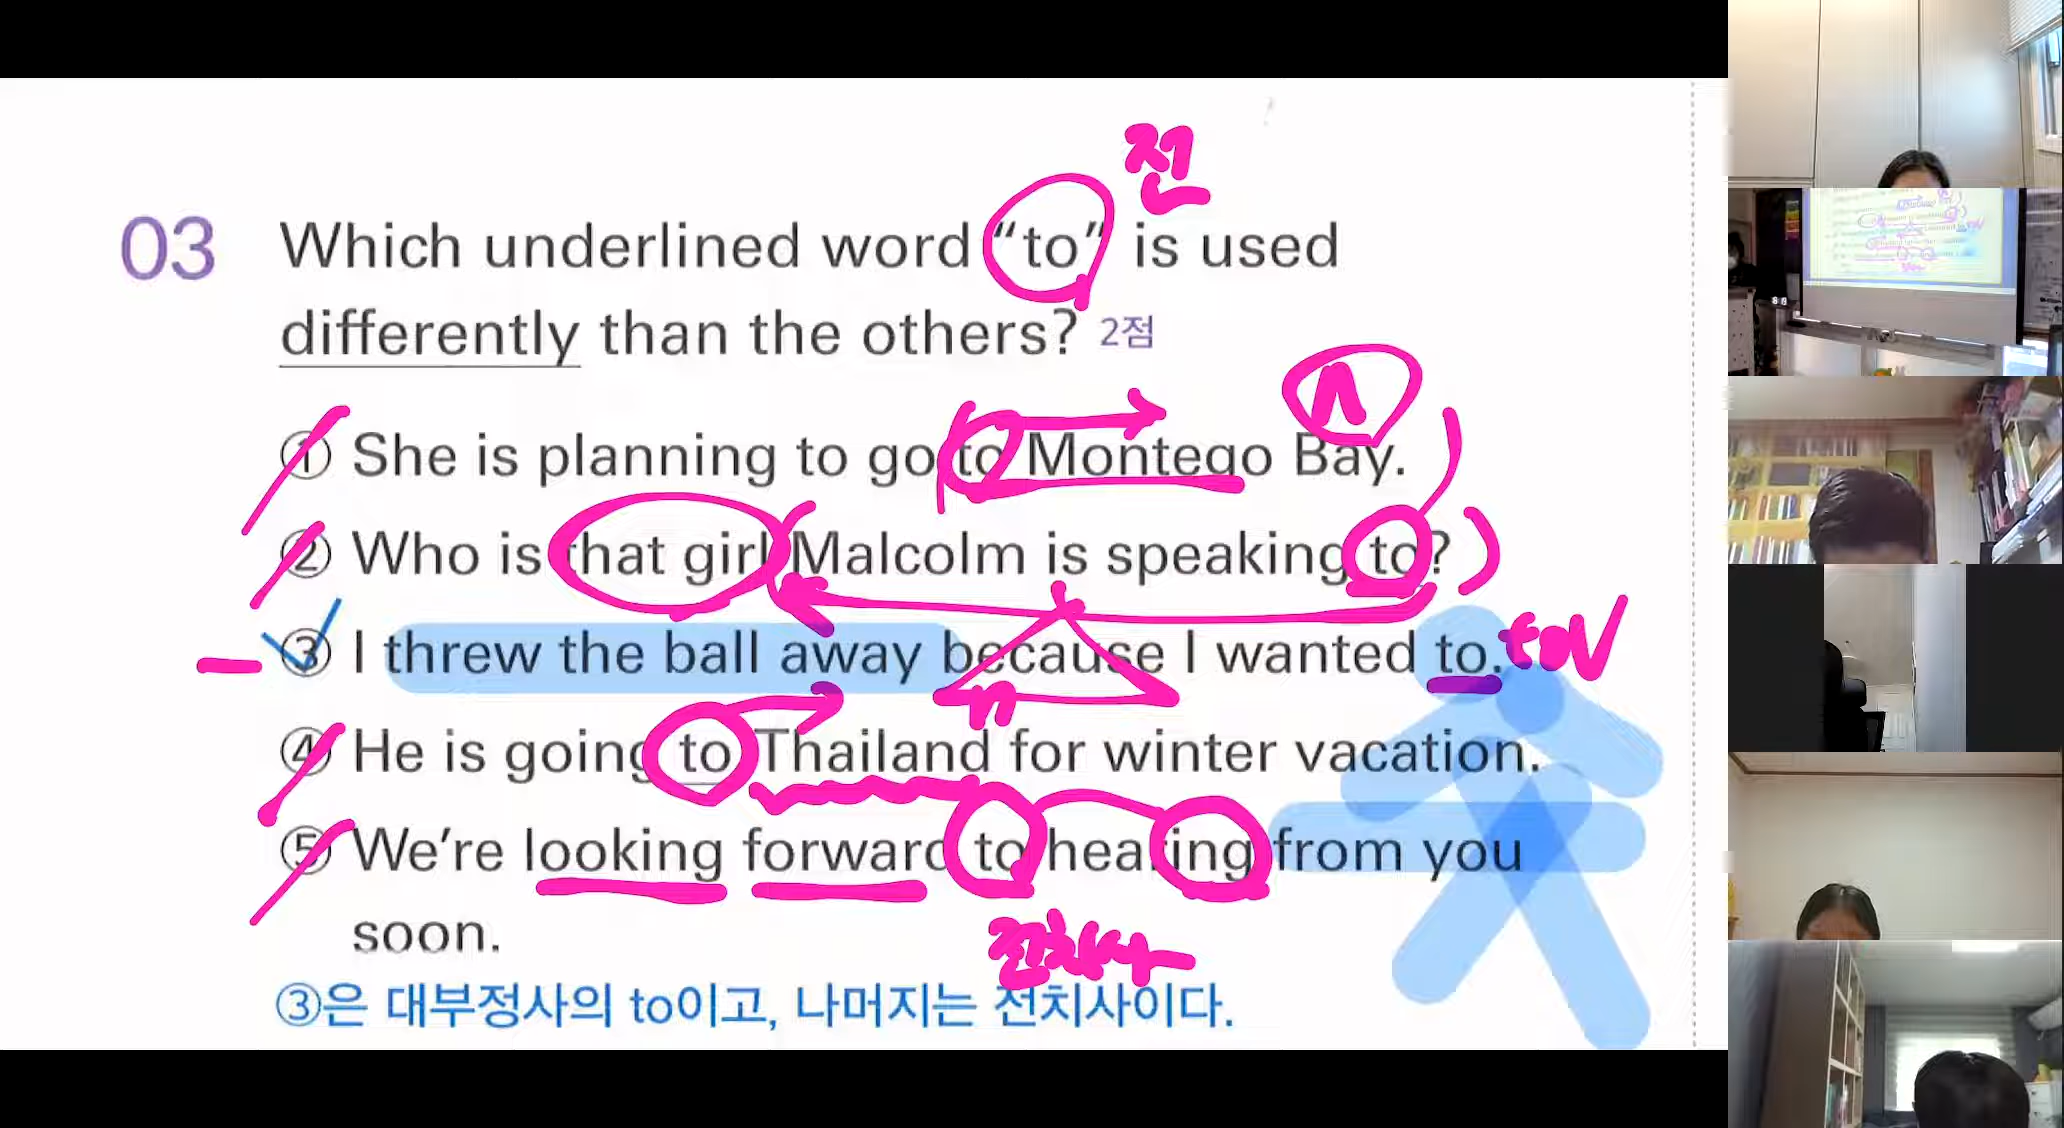 전
03 Which underlined word “to” is used
differently than the others? 2점
n
① She is planning to go to Montego Bay.
② Who is that girl Malcolm is speaking to?
③ I threw the ball away because I wanted to. to V
n
④ He is going to Thailand for winter vacation.
⑤ We’re looking forward to hearing from you
soon.
전치사
③은 대부정사의 to이고, 나머지는 전치사이다.